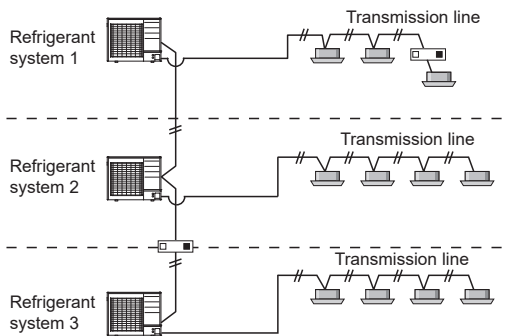 Transmission line
Refrigerant
system 1
Transmission line
Refrigerant
system 2
Transmission line
Refrigerant
system 3